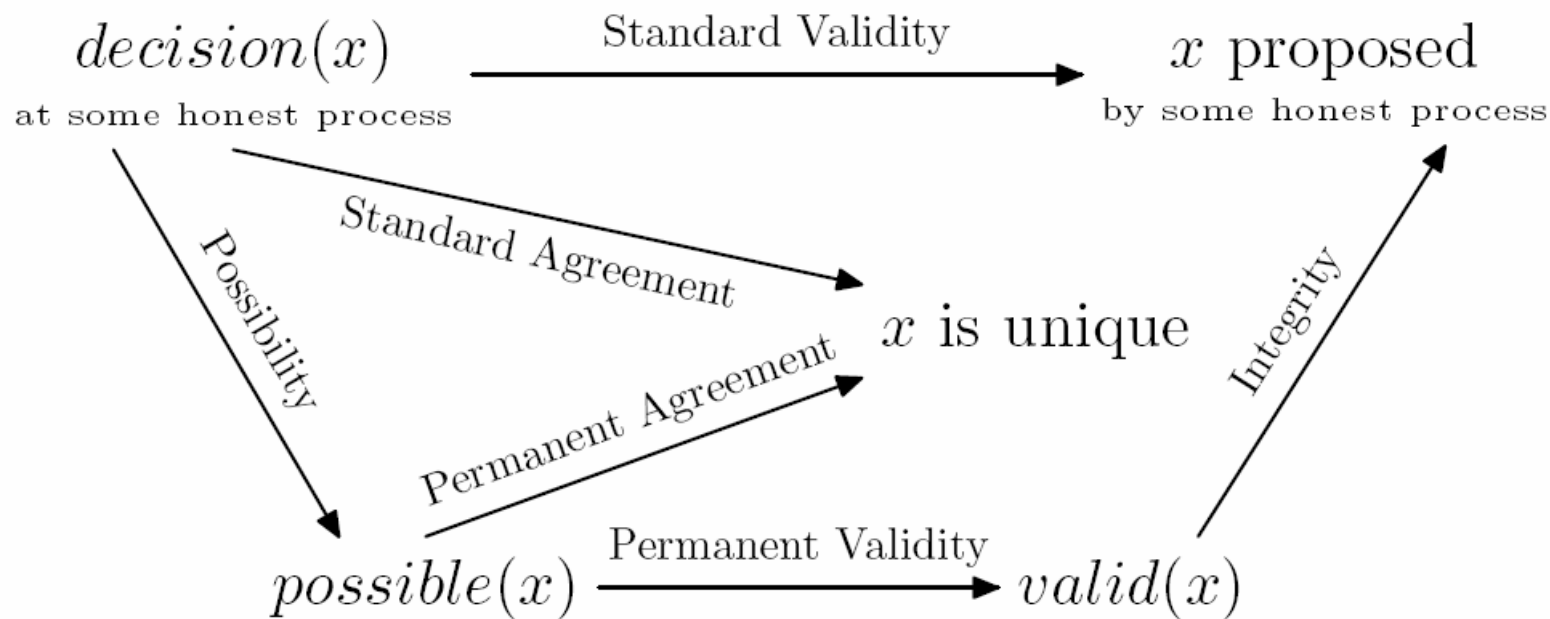 decision(x)
at some honest process
Standard Validity
x proposed
by some honest process
Standard Agreement
Possibility
x is unique
Integrity
Permanent Agreement
possible(x)
Permanent Validity
valid(x)